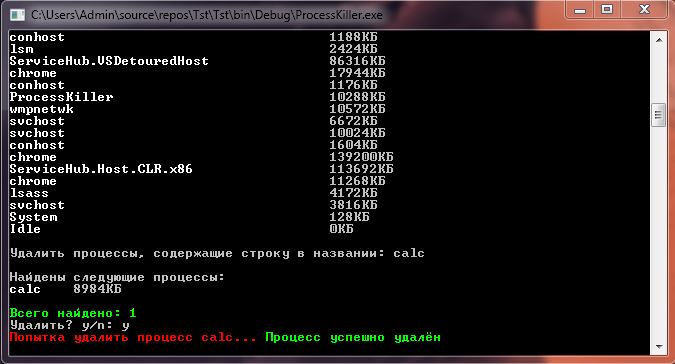 C:\Users\Admin\source\repos\Tst\Tst\bin\Debug\ProcessKiller.exe
conhost 1188КБ
lsm 2424КБ
ServiceHub.VSDetouredHost 86316КБ
chrome 17944КБ
conhost 1176КБ
ProcessKiller 10288КБ
wmpnetwk 10572КБ
svchost 6672КБ
svchost 10024КБ
conhost 1604КБ
chrome 139200КБ
ServiceHub.Host.CLR.x86 113692КБ
chrome 11268КБ
lsass 4172КБ
svchost 3816КБ
System 128КБ
Idle 0КБ
Удалить процессы, содержащие строку в названии: calc
Найдены следующие процессы:
calc 8984КБ
Всего найдено: 1
Удалить? y/n: y
Попытка удалить процесс calc... Процесс успешно удалён